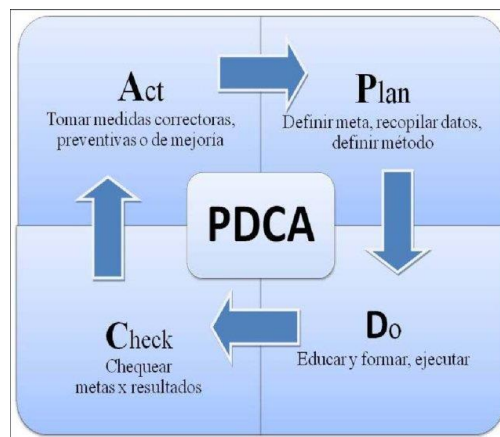 Act
Tomar medidas correctoras,
preventivas o de mejoría
Plan
Definir meta, recopilar datos,
definir método
PDCA
Check
Chequear
metas x resultados
Do
Educar y formar, ejecutar